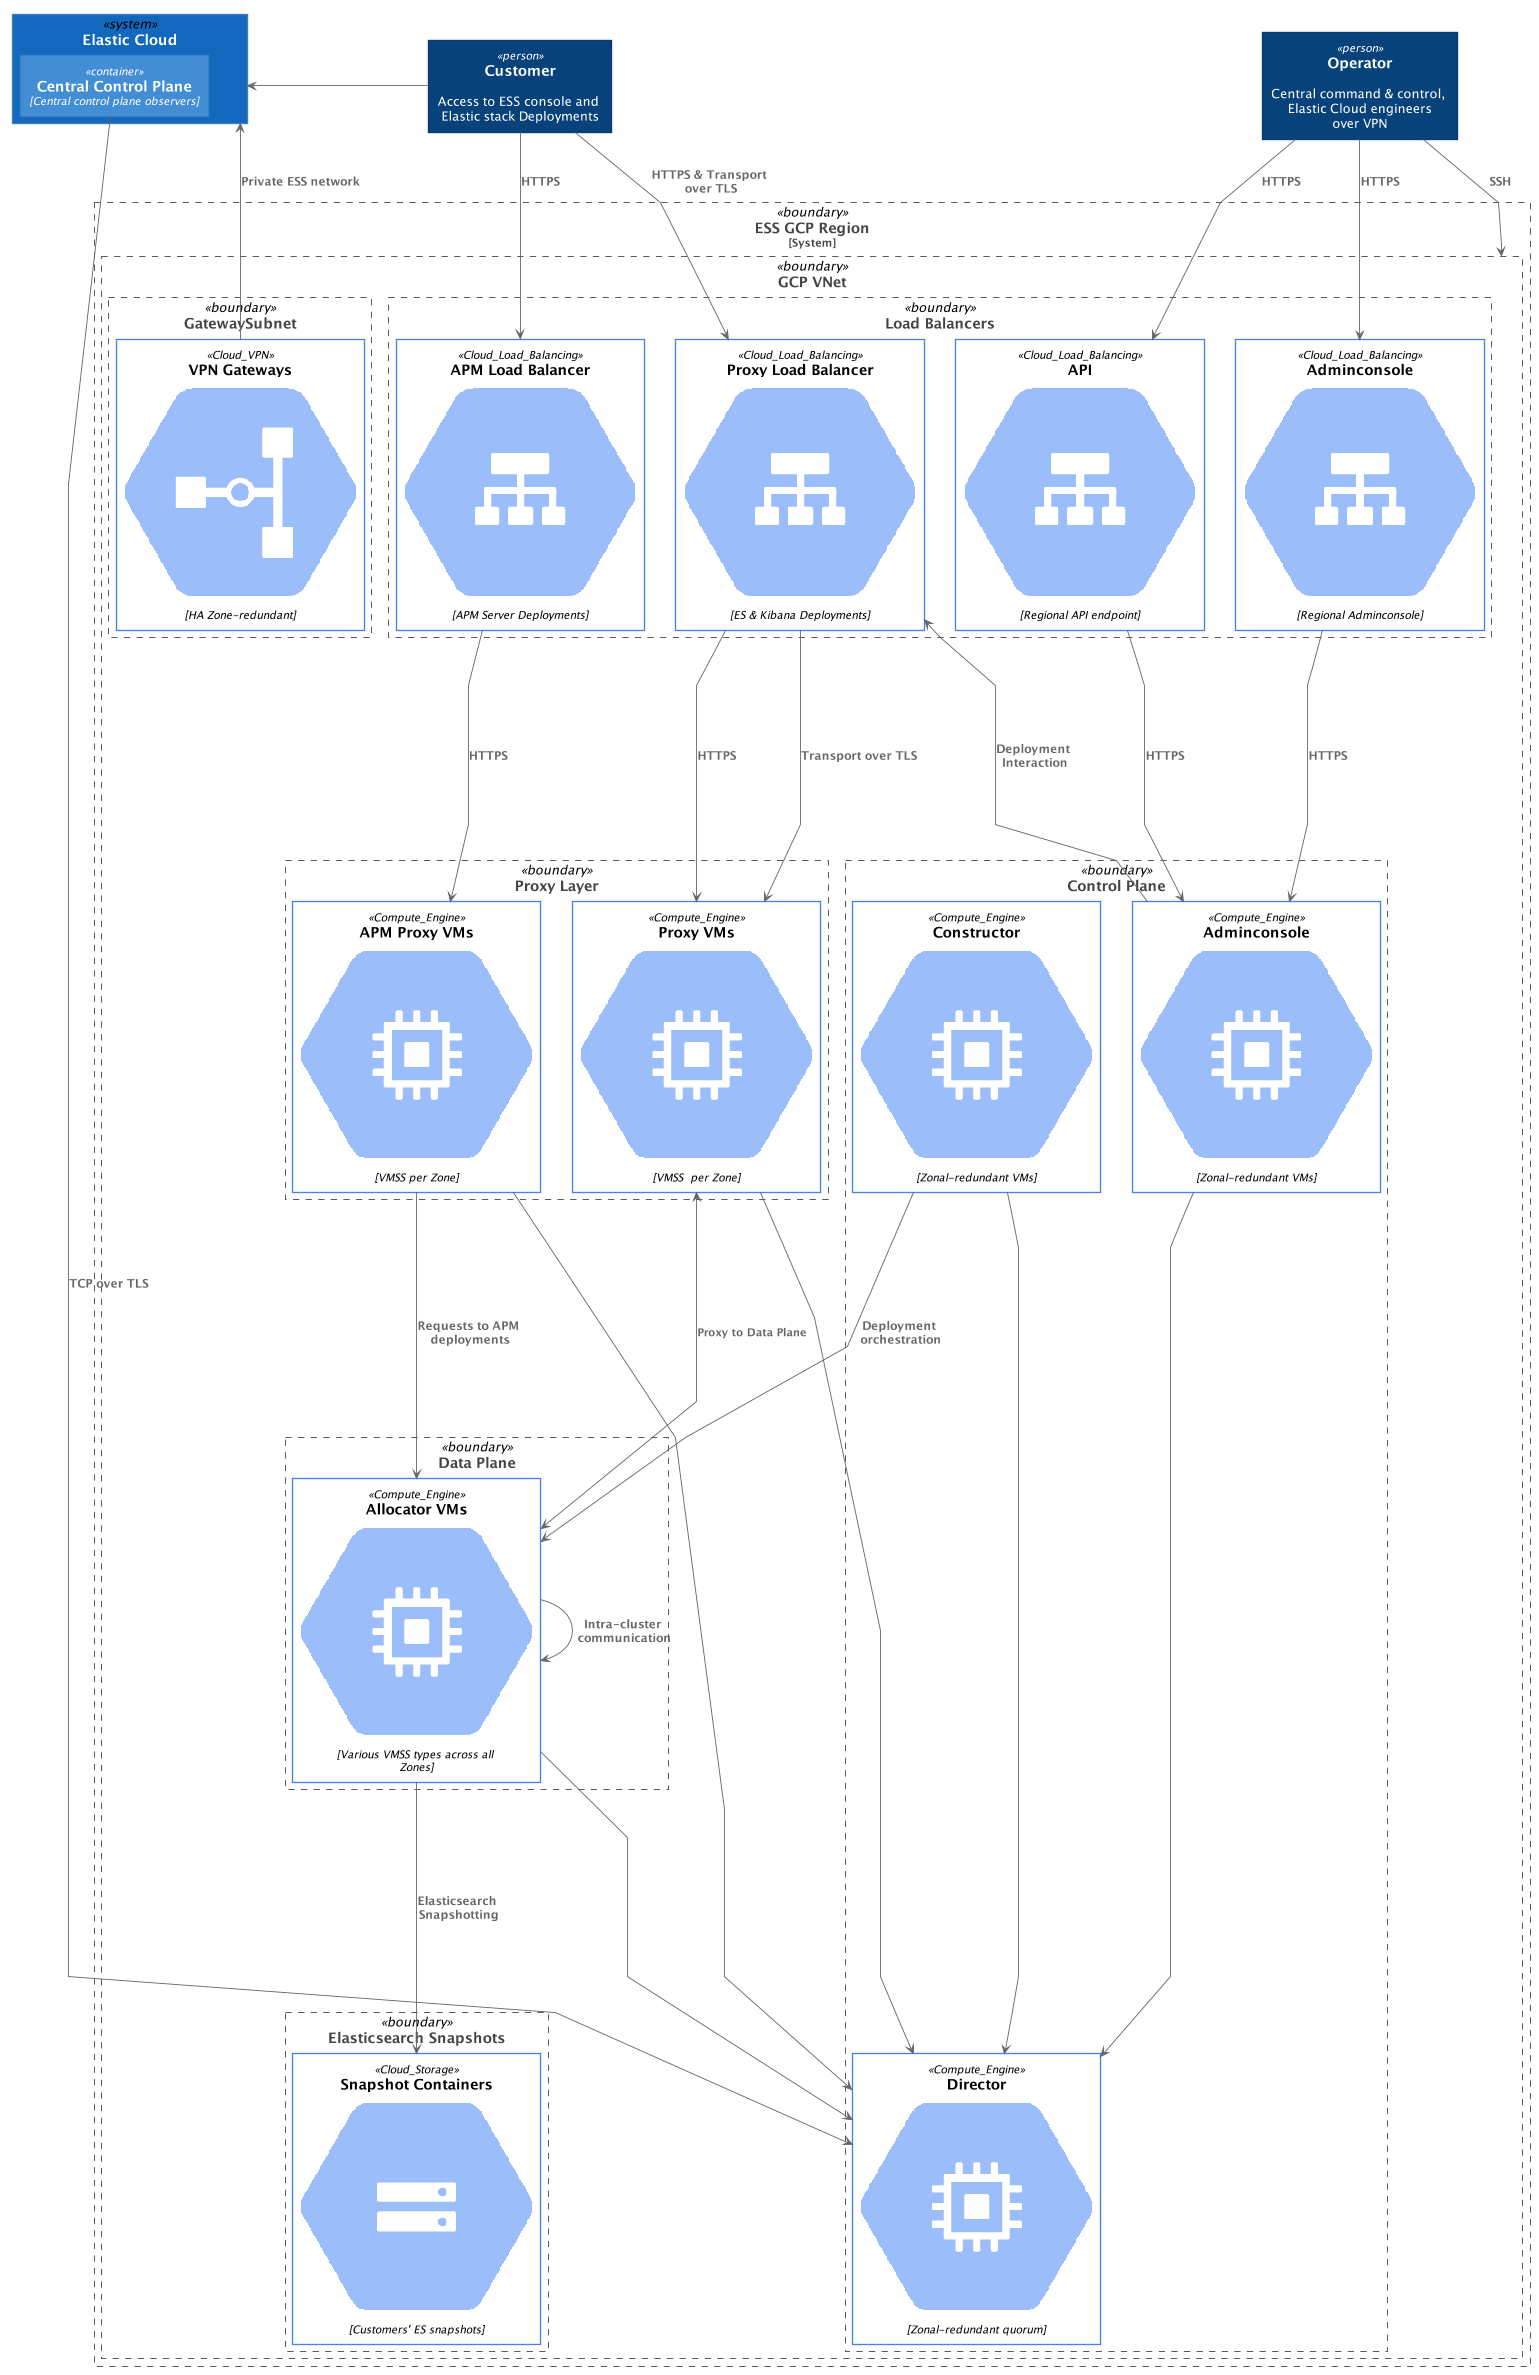 «system»
Elastic Cloud
«container»
Central Control Plane
[Central control plane observers]
«person»
Customer
Access to ESS console and
Elastic stack Deployments
«person»
Operator
Central command & control,
Elastic Cloud engineers
over VPN
Private ESS network
HTTPS
HTTPS & Transport
over TLS
HTTPS
HTTPS
SSH
«boundary»
ESS GCP Region
[System]
«boundary»
GCP VNet
«boundary»
GatewaySubnet
«boundary»
Load Balancers
«Cloud_VPN»
VPN Gateways
[HA Zone-redundant]
«Cloud_Load_Balancing»
APM Load Balancer
[APM Server Deployments]
«Cloud_Load_Balancing»
Proxy Load Balancer
[ES & Kibana Deployments]
«Cloud_Load_Balancing»
API
[Regional API endpoint]
«Cloud_Load_Balancing»
Adminconsole
[Regional Adminconsole]
HTTPS
HTTPS
Transport over TLS
Deployment
Interaction
HTTPS
HTTPS
«boundary»
Proxy Layer
«boundary»
Control Plane
«Compute_Engine»
APM Proxy VMs
[VMSS per Zone]
«Compute_Engine»
Proxy VMs
[VMSS  per Zone]
«Compute_Engine»
Constructor
[Zonal-redundant VMs]
«Compute_Engine»
Adminconsole
[Zonal-redundant VMs]
TCP over TLS
Requests to APM
deployments
Proxy to Data Plane
Deployment
orchestration
«boundary»
Data Plane
«Compute_Engine»
Allocator VMs
[Various VMSS types across all
Zones]
Intra-cluster
communication
Elasticsearch
Snapshotting
«boundary»
Elasticsearch Snapshots
«Cloud_Storage»
Snapshot Containers
[Customers' ES snapshots]
«Compute_Engine»
Director
[Zonal-redundant quorum]